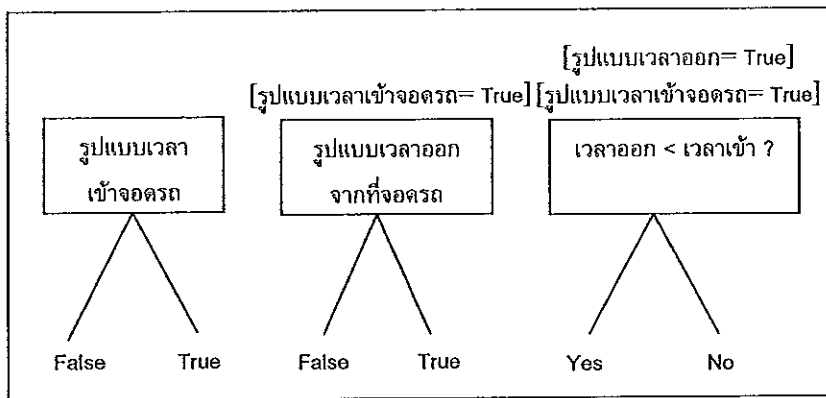 [รูปแบบเวลาออก= True]
[รูปแบบเวลาเข้าจอดรถ= True] [รูปแบบเวลาเข้าจอดรถ= True]
รูปแบบเวลา
เข้าจอดรถ
รูปแบบเวลาออก
จากที่จอดรถ
เวลาออก < เวลาเข้า ?
False True False True Yes No